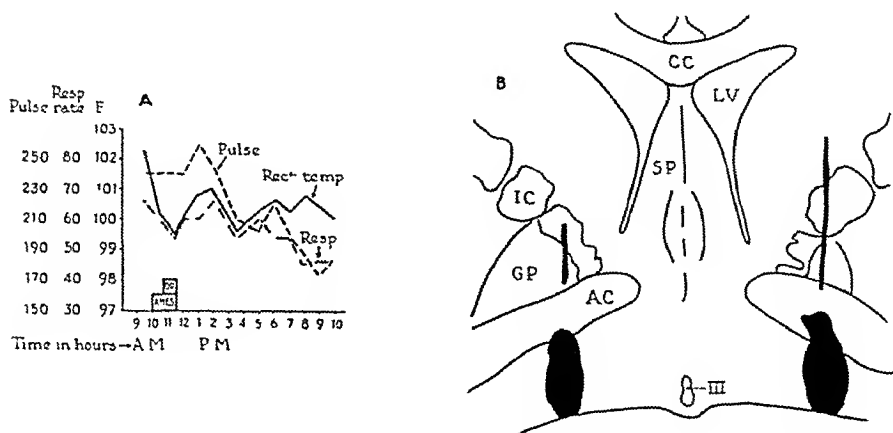 A
Resp
Pulse rate F
103
250 80 102
230 70 101
210 60 100
190 50 99
170 40 98
150 30 97
Pulse
Rect temp
Resp
AMES
9 10 11 12 1 2 3 4 5 6 7 8 9 10
Time in hours → A M P M
B
CC
LV
SP
IC
GP
AC
III